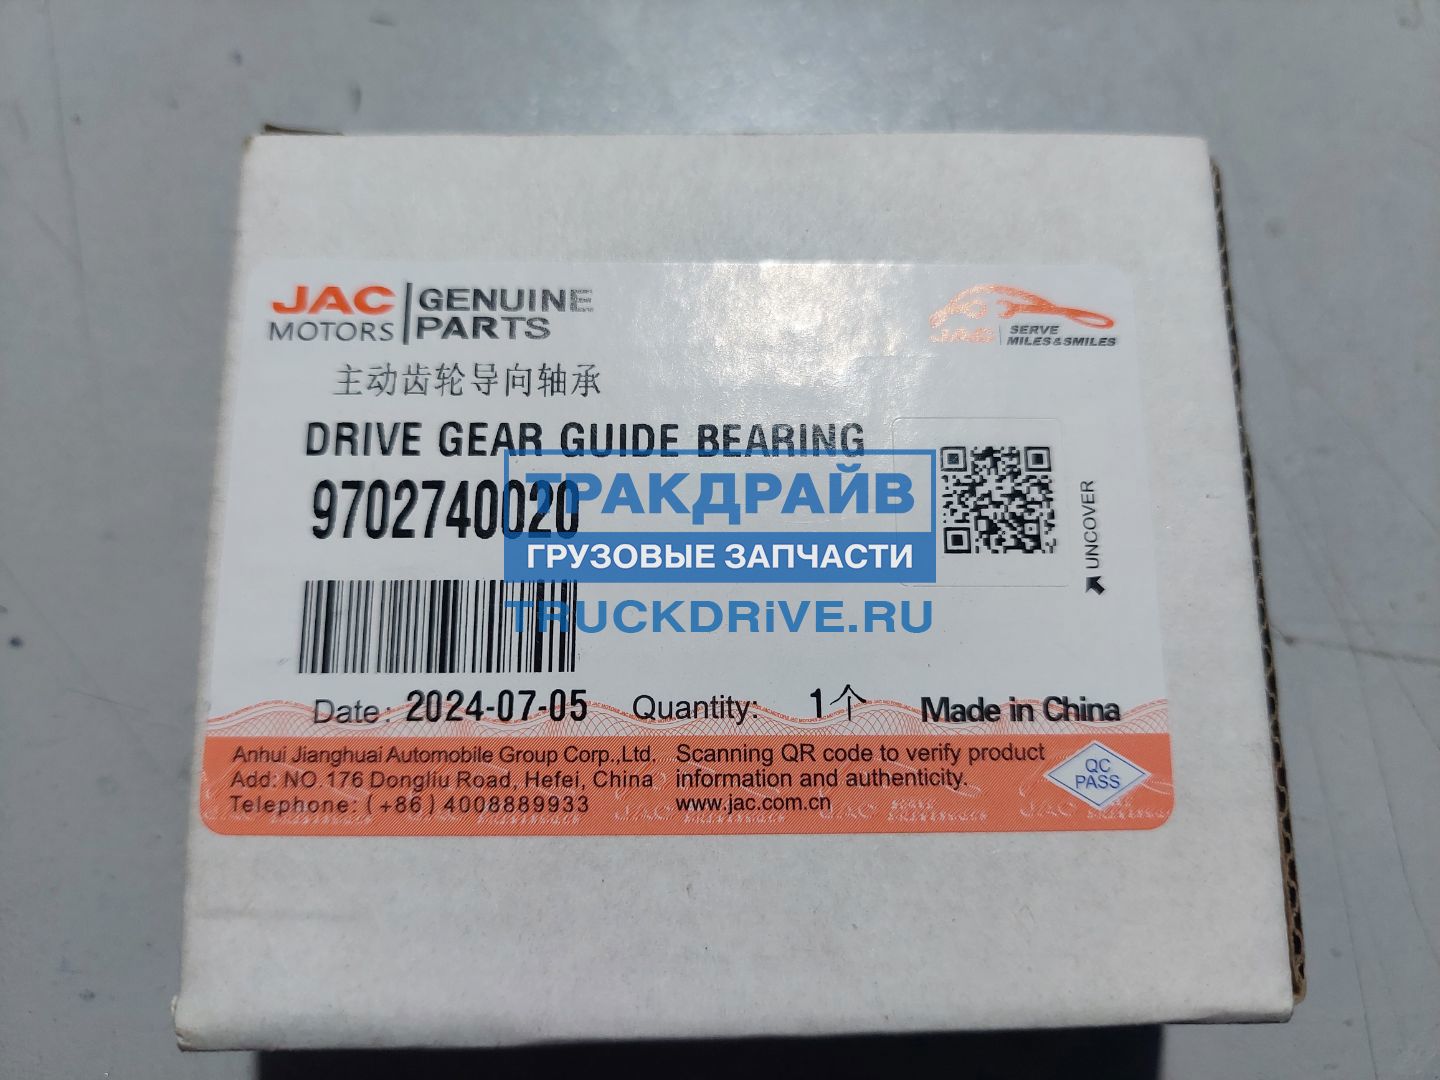 JAC MOTORS GENUINE PARTS
JAC SERVE MILES&SMILES
主动齿轮导向轴承
DRIVE GEAR GUIDE BEARING
9702740020
ТРАКДРАЙВ
ГРУЗОВЫЕ ЗАПЧАСТИ
TRUCKDRiVE.RU
UNCOVER
Date: 2024-07-05 Quantity: 1个 Made in China
Anhui Jianghuai Automobile Group Corp.,Ltd.
Add: NO. 176 Dongliu Road, Hefei, China
Telephone: (+86) 4008889933
Scanning QR code to verify product
information and authenticity.
www.jac.com.cn
QC
PASS